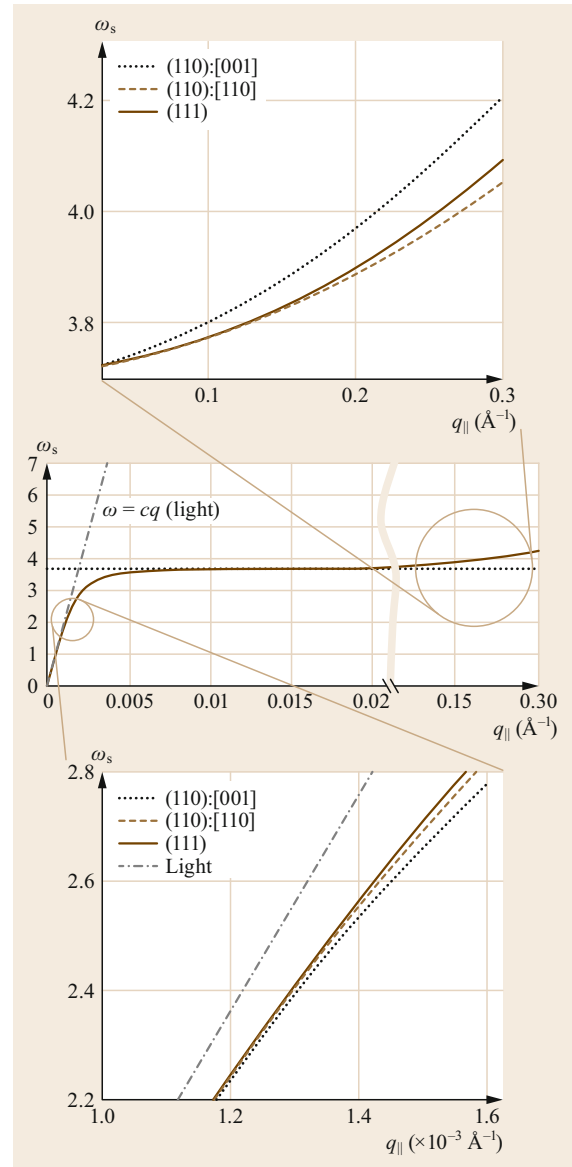 ωs
(110):[001]
(110):[110]
(111)
4.2
4.0
3.8
0.1 0.2 0.3
q|| (Å−1)
ωs
7
6
5
4
3
2
1
0
ω = cq (light)
0 0.005 0.01 0.015 0.02 0.15 0.30
q|| (Å−1)
ωs
2.8
(110):[001]
(110):[110]
(111)
Light
2.6
2.4
2.2
1.0 1.2 1.4 1.6
q|| (×10−3 Å−1)